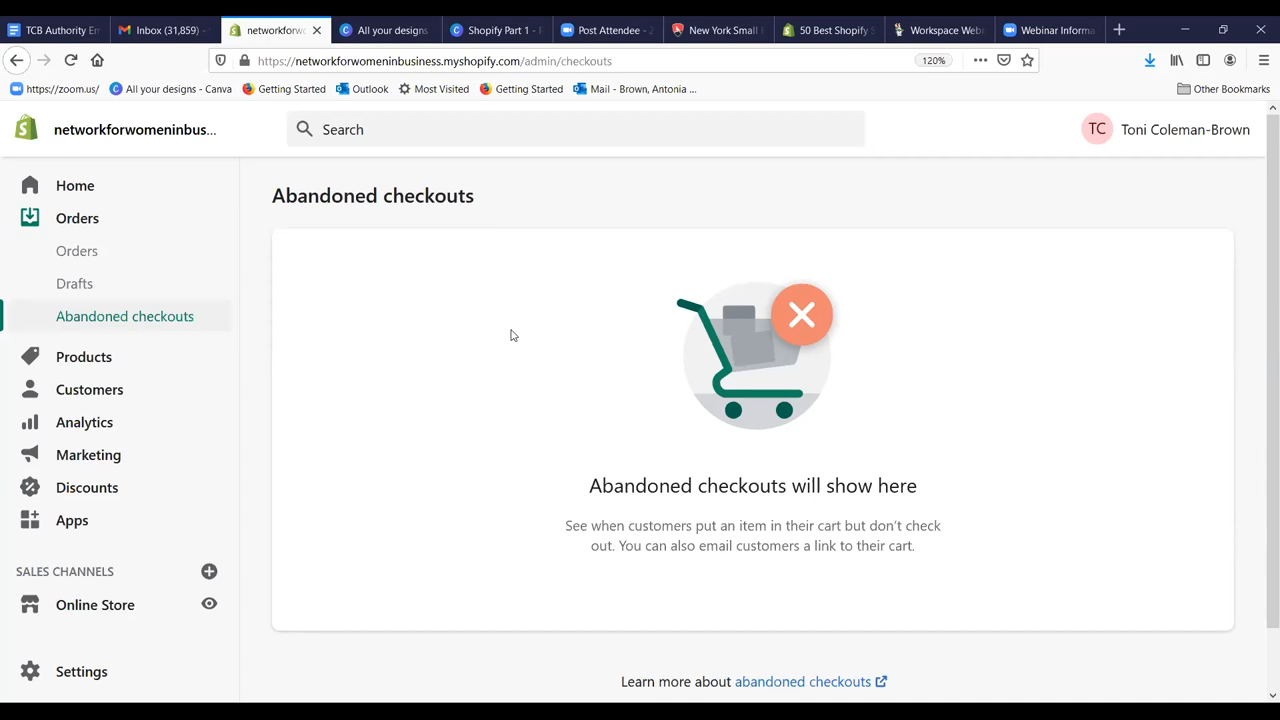 TCB Authority En
Inbox (31,859) -
networkforwome
All your designs
Shopify Part 1 -
Post Attendee -
New York Small
50 Best Shopify
Workspace Web
Webinar Informa
https://networkforwomeninbusiness.myshopify.com/admin/checkouts
120%
https://zoom.us/
All your designs - Canva
Getting Started
Outlook
Most Visited
Getting Started
Mail - Brown, Antonia ...
Other Bookmarks
networkforwomeninbus...
Search
TC
Toni Coleman-Brown
Home
Orders
Orders
Drafts
Abandoned checkouts
Products
Customers
Analytics
Marketing
Discounts
Apps
SALES CHANNELS
Online Store
Settings
Abandoned checkouts
Abandoned checkouts will show here
See when customers put an item in their cart but don't check
out. You can also email customers a link to their cart.
Learn more about abandoned checkouts